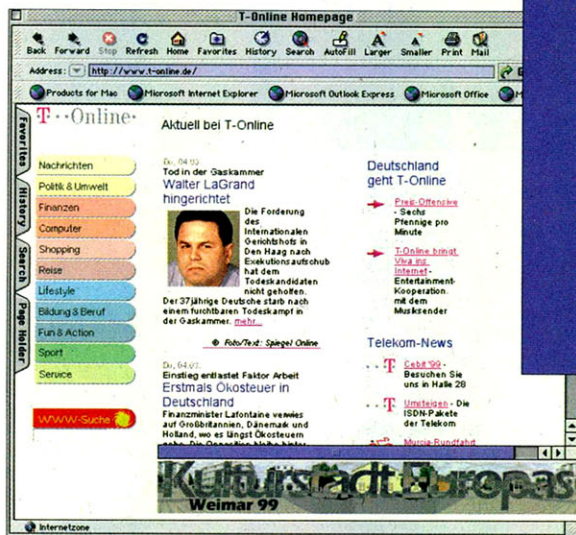 T-Online Homepage
Back Forward Stop Refresh Home Favorites History Search AutoFill Larger Smaller Print Mail
Address: http://www.t-online.de/
Products for Mac Microsoft Internet Explorer Microsoft Outlook Express Microsoft Office
Favorites
History
Search
Page Holder
T··Online·
Nachrichten
Politik & Umwelt
Finanzen
Computer
Shopping
Reise
Lifestyle
Bildung & Beruf
Fun & Action
Sport
Service
WWW-Suche
Aktuell bei T-Online
Do, 04.03.
Tod in der Gaskammer
Walter LaGrand
hingerichtet
Die Forderung
des
Internationalen
Gerichtshofs in
Den Haag nach
Exekutionsaufschub
hat dem
Todeskandidaten
nicht geholfen.
Der 37jährige Deutsche starb nach
einem furchtbaren Todeskampf in
der Gaskammer. mehr...
Foto/Text: Spiegel Online
Do, 04.03.
Einstieg entlastet Faktor Arbeit
Erstmals Ökosteuer in
Deutschland
Finanzminister Lafontaine verwies
auf Großbritannien, Dänemark und
Holland, wo es längst Ökosteuern
Deutschland
geht T-Online
Preis-Offensive
- Sechs
Pfennige pro
Minute
T-Online bringt
Viva ins
Internet -
Entertainment-
Kooperation
mit dem
Musiksender
Telekom-News
Cebit '99 -
Besuchen Sie
uns in Halle 28
Umsteigen - Die
ISDN-Pakete
der Telekom
Murcia-Rundfahrt
Kulturstadt Europas
Weimar 99
Internetzone